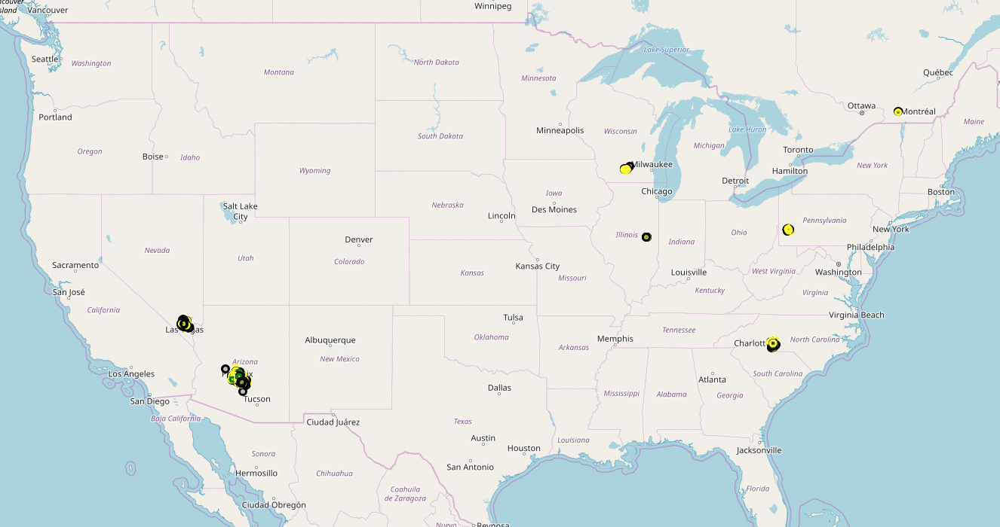 ncouver
Island
Vancouver
Winnipeg
Seattle
Washington
Montana
North Dakota
Minnesota
Lake Superior
Québec
Ottawa
Montréal
Maine
Portland
Oregon
Boise
Idaho
Wyoming
South Dakota
Minneapolis
Wisconsin
Michigan
Lake Huron
Toronto
Hamilton
New York
Milwaukee
Detroit
Chicago
Boston
Salt Lake
City
Nebraska
Iowa
Des Moines
Lincoln
Illinois
Indiana
Ohio
Pennsylvania
New York
Philadelphia
Nevada
Utah
Denver
Colorado
Sacramento
San José
California
Kansas
Kansas City
Missouri
Louisville
Kentucky
West Virginia
Washington
Virginia
Virginia Beach
Las Vegas
Albuquerque
New Mexico
Tulsa
Oklahoma
Arkansas
Memphis
Tennessee
Charlott
North Carolina
South Carolina
Arizona
Los Angeles
San Diego
Baja California
Tucson
Ciudad Juárez
Dallas
Texas
Mississippi
Alabama
Georgia
Atlanta
Louisiana
Austin
Houston
San Antonio
Jacksonville
Florida
Sonora
Hermosillo
Chihuahua
Ciudad Obregón
Coahuila
de Zaragoza
Nuevo
Reynosa